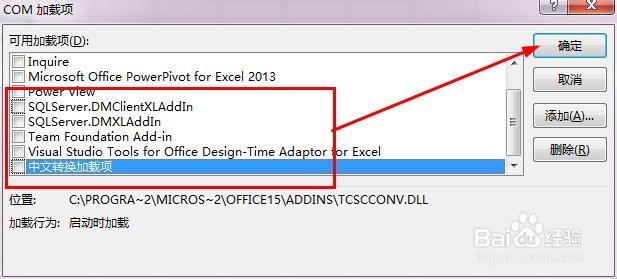 COM 加载项
可用加载项(D):
Inquire
Microsoft Office PowerPivot for Excel 2013
Power View
SQLServer.DMClientXLAddIn
SQLServer.DMXLAddIn
Team Foundation Add-in
Visual Studio Tools for Office Design-Time Adaptor for Excel
中文转换加载项
确定
取消
添加(A)...
删除(R)
位置: C:\PROGRA~2\MICROS~2\OFFICE15\ADDINS\TCSCCONV.DLL
加载行为: 启动时加载
Baidu 经验
jingyan.baidu.com